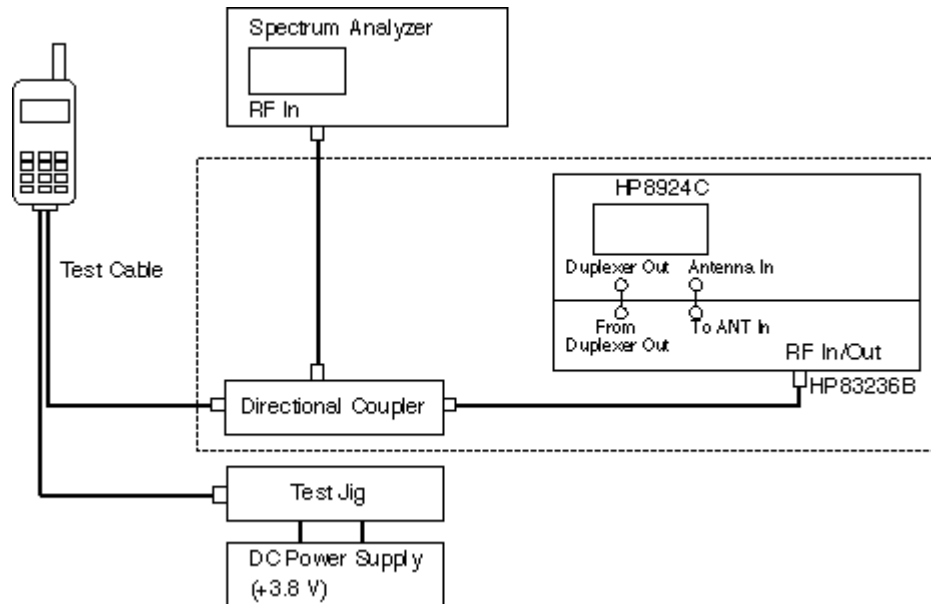 Spectrum Analyzer
RF In
HP8924C
Duplexer Out
Antenna In
From
Duplexer Out
To ANT In
RF In/Out
HP83236B
Test Cable
Directional Coupler
Test Jig
DC Power Supply
(+3.8 V)